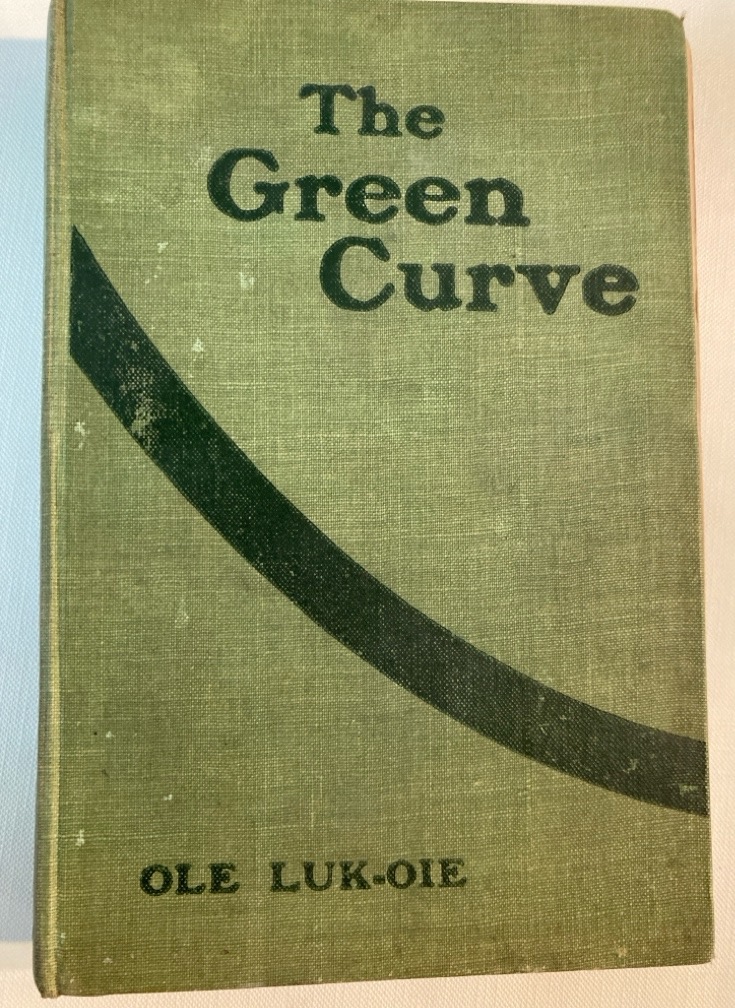 The
Green
Curve
OLE LUK-OIE